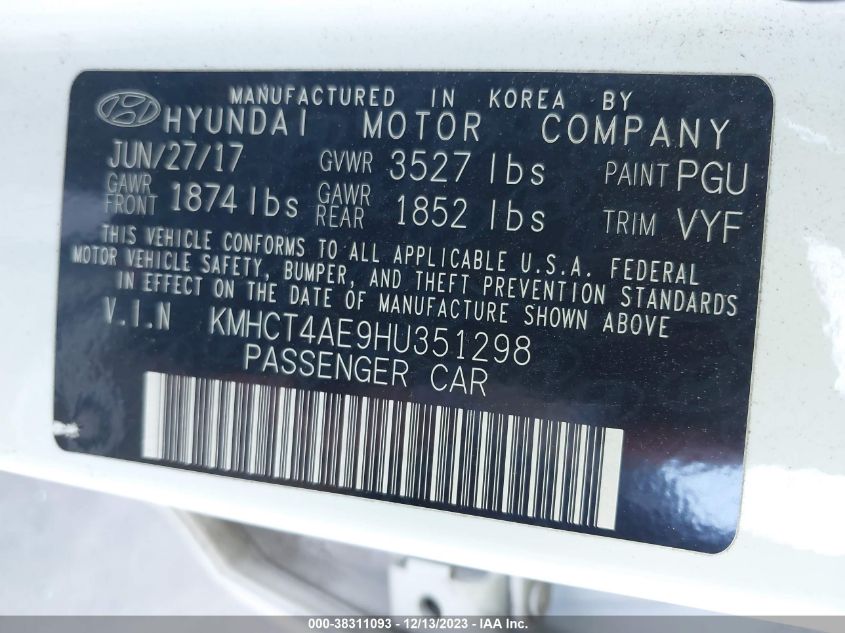 MANUFACTURED IN KOREA BY
HYUNDAI MOTOR COMPANY
JUN/27/17 GVWR 3527 lbs PAINT PGU
GAWR FRONT 1874 lbs GAWR REAR 1852 lbs TRIM VYF
THIS VEHICLE CONFORMS TO ALL APPLICABLE U.S.A. FEDERAL
MOTOR VEHICLE SAFETY, BUMPER, AND THEFT PREVENTION STANDARDS
IN EFFECT ON THE DATE OF MANUFACTURE SHOWN ABOVE
V.I.N KMHCT4AE9HU351298
PASSENGER CAR
000-38311093 - 12/13/2023 - IAA Inc.